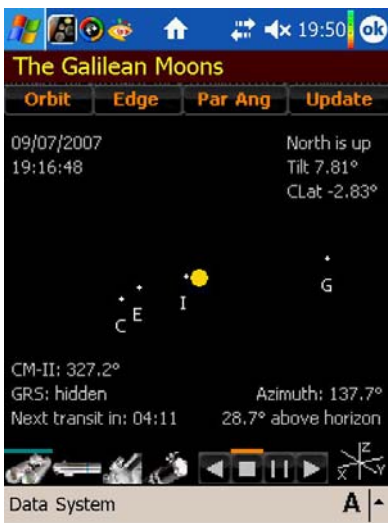 19:50 ok
The Galilean Moons
Orbit Edge Par Ang Update
09/07/2007 North is up
19:16:48 Tilt 7.81°
CLat -2.83°
G
I
E
C
CM-II: 327.2°
GRS: hidden Azimuth: 137.7°
Next transit in: 04:11 28.7° above horizon
Z
X Y
Data System A